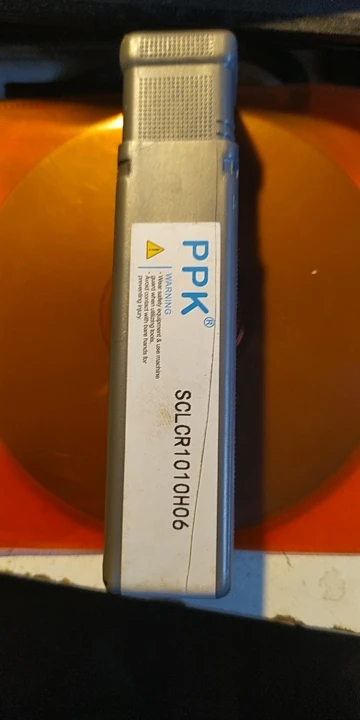 PPK®
WARNING
- Wear safety equipment & use machine
guard when utilizing tools.
- Avoid contact with bare hands for
preventing injury.
SCLCR1010H06